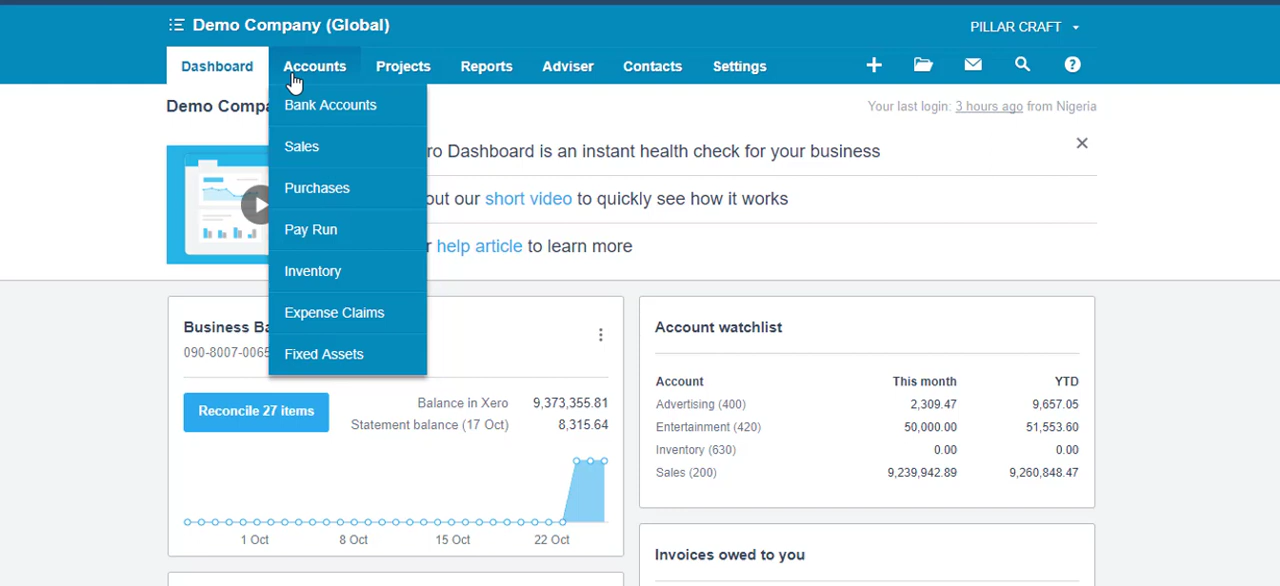 Demo Company (Global)
PILLAR CRAFT
Dashboard Accounts Projects Reports Adviser Contacts Settings
Demo Compa
Your last login: 3 hours ago from Nigeria
Bank Accounts
Sales
Purchases
Pay Run
Inventory
Expense Claims
Fixed Assets
ro Dashboard is an instant health check for your business
out our short video to quickly see how it works
r help article to learn more
Business Ba
090-8007-0065
Reconcile 27 items
Balance in Xero 9,373,355.81
Statement balance (17 Oct) 8,315.64
1 Oct 8 Oct 15 Oct 22 Oct
Account watchlist
Account This month YTD
Advertising (400) 2,309.47 9,657.05
Entertainment (420) 50,000.00 51,553.60
Inventory (630) 0.00 0.00
Sales (200) 9,239,942.89 9,260,848.47
Invoices owed to you